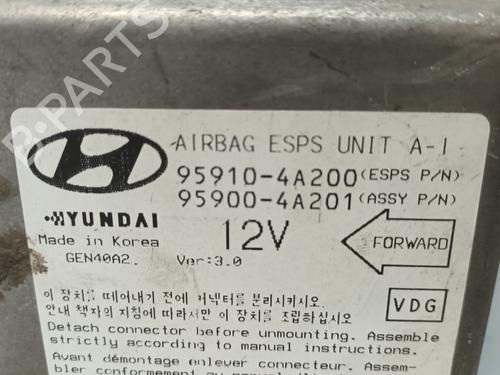 AIRBAG ESPS UNIT A-1
95910-4A200 (ESPS P/N)
95900-4A201 (ASSY P/N)
HYUNDAI
12V
FORWARD
Made in Korea
GEN40A2. Ver:3.0
이 장치를 떼어내기 전에 커넥터를 분리시키시오.
안내 책자의 지침에 따라서만 이 장치를 조립하십시오
VDG
Detach connector before unmounting. Assemble
strictly according to manual instructions.
Avant démontage enlever connecteur. Assem-
bler conformement au
B-PARTS